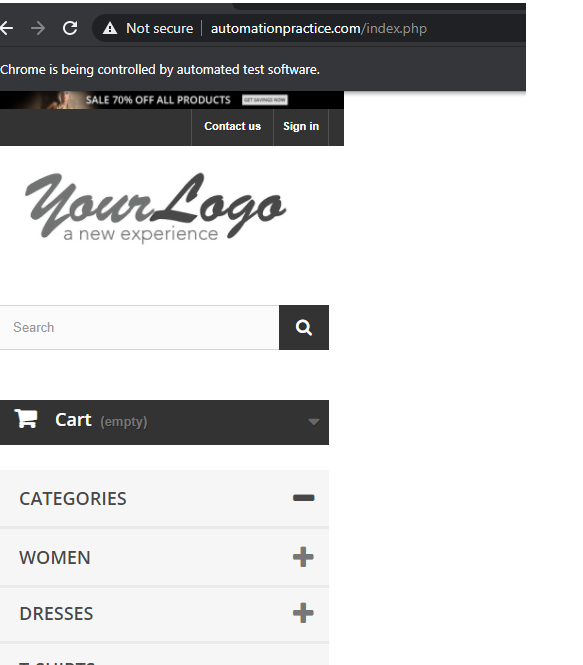 Not secure automationpractice.com/index.php
Chrome is being controlled by automated test software.
SALE 70% OFF ALL PRODUCTS GET SAVINGS NOW
Contact us Sign in
YourLogo
a new experience
Search
Cart (empty)
CATEGORIES
WOMEN
DRESSES
T-SHIRTS